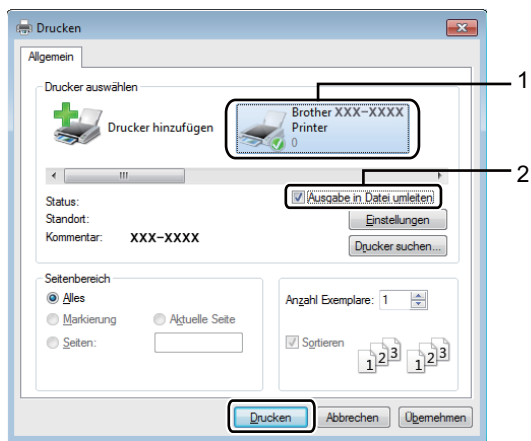 Drucken
Allgemein
Drucker auswählen
Drucker hinzufügen
Brother XXX-XXXX
Printer
0
1
2
Status:
Standort:
Kommentar: XXX-XXXX
Ausgabe in Datei umleiten
Einstellungen
Drucker suchen...
Seitenbereich
Alles
Markierung
Aktuelle Seite
Seiten:
Anzahl Exemplare: 1
Sortieren
1 2 3 1 2 3
Drucken Abbrechen Übernehmen